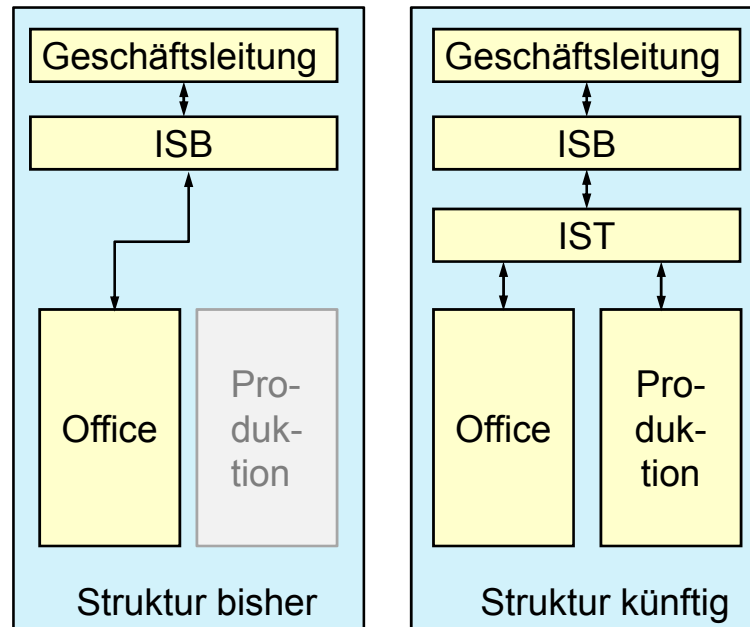 Geschäftsleitung
ISB
Office
Pro-
duk-
tion
Struktur bisher
Geschäftsleitung
ISB
IST
Office
Pro-
duk-
tion
Struktur künftig